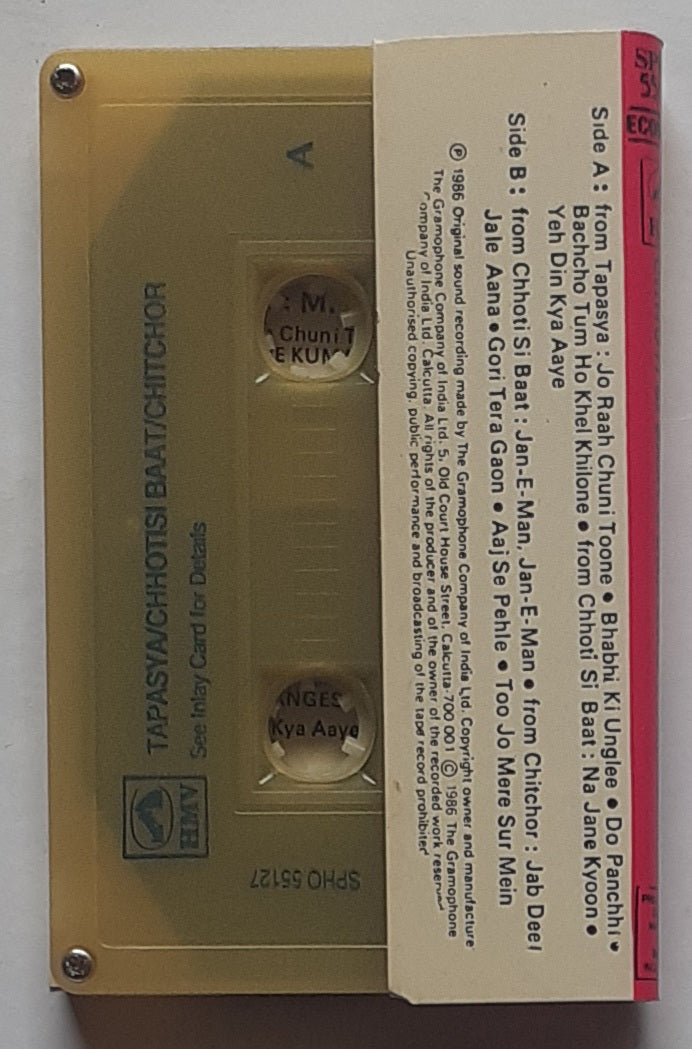 Side A : from Tapasya : Jo Raah Chuni Toone • Bhabhi Ki Unglee • Do Panchhi •
Bachcho Tum Ho Khel Khilone • from Chhoti Si Baat : Na Jane Kyoon •
Yeh Din Kya Aaye
Side B : from Chhoti Si Baat : Jan-E-Man, Jan-E-Man • from Chitchor : Jab Deel
Jale Aana • Gori Tera Gaon • Aaj Se Pehle • Too Jo Mere Sur Mein
Ⓟ 1986 Original sound recording made by The Gramophone Company of India Ltd. Copyright owner and manufacture
The Gramophone Company of India Ltd. 5, Old Court House Street, Calcutta-700 001 © 1986 The Gramophone
Company of India Ltd. Calcutta. All rights of the producer and of the owner of the recorded work reserved
Unauthorised copying, public performance and broadcasting of the tape record prohibited
A
: M.
Chuni T
E KUM
NGES
Kya Aaye
TAPASYA/CHHOTISI BAAT/CHITCHOR
See Inlay Card for Details
HMV
SPHO 55127